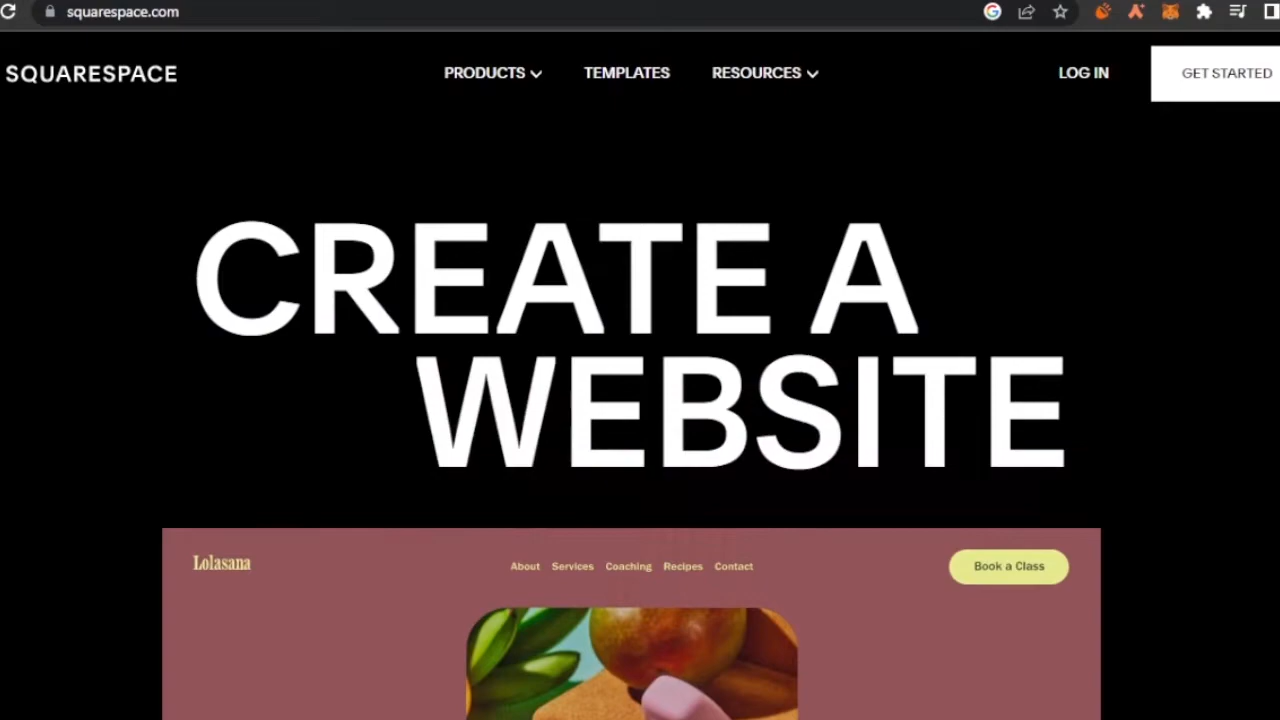 squarespace.com
SQUARESPACE PRODUCTS TEMPLATES RESOURCES LOG IN GET STARTED
CREATE A
WEBSITE
Lolasana About Services Coaching Recipes Contact Book a Class